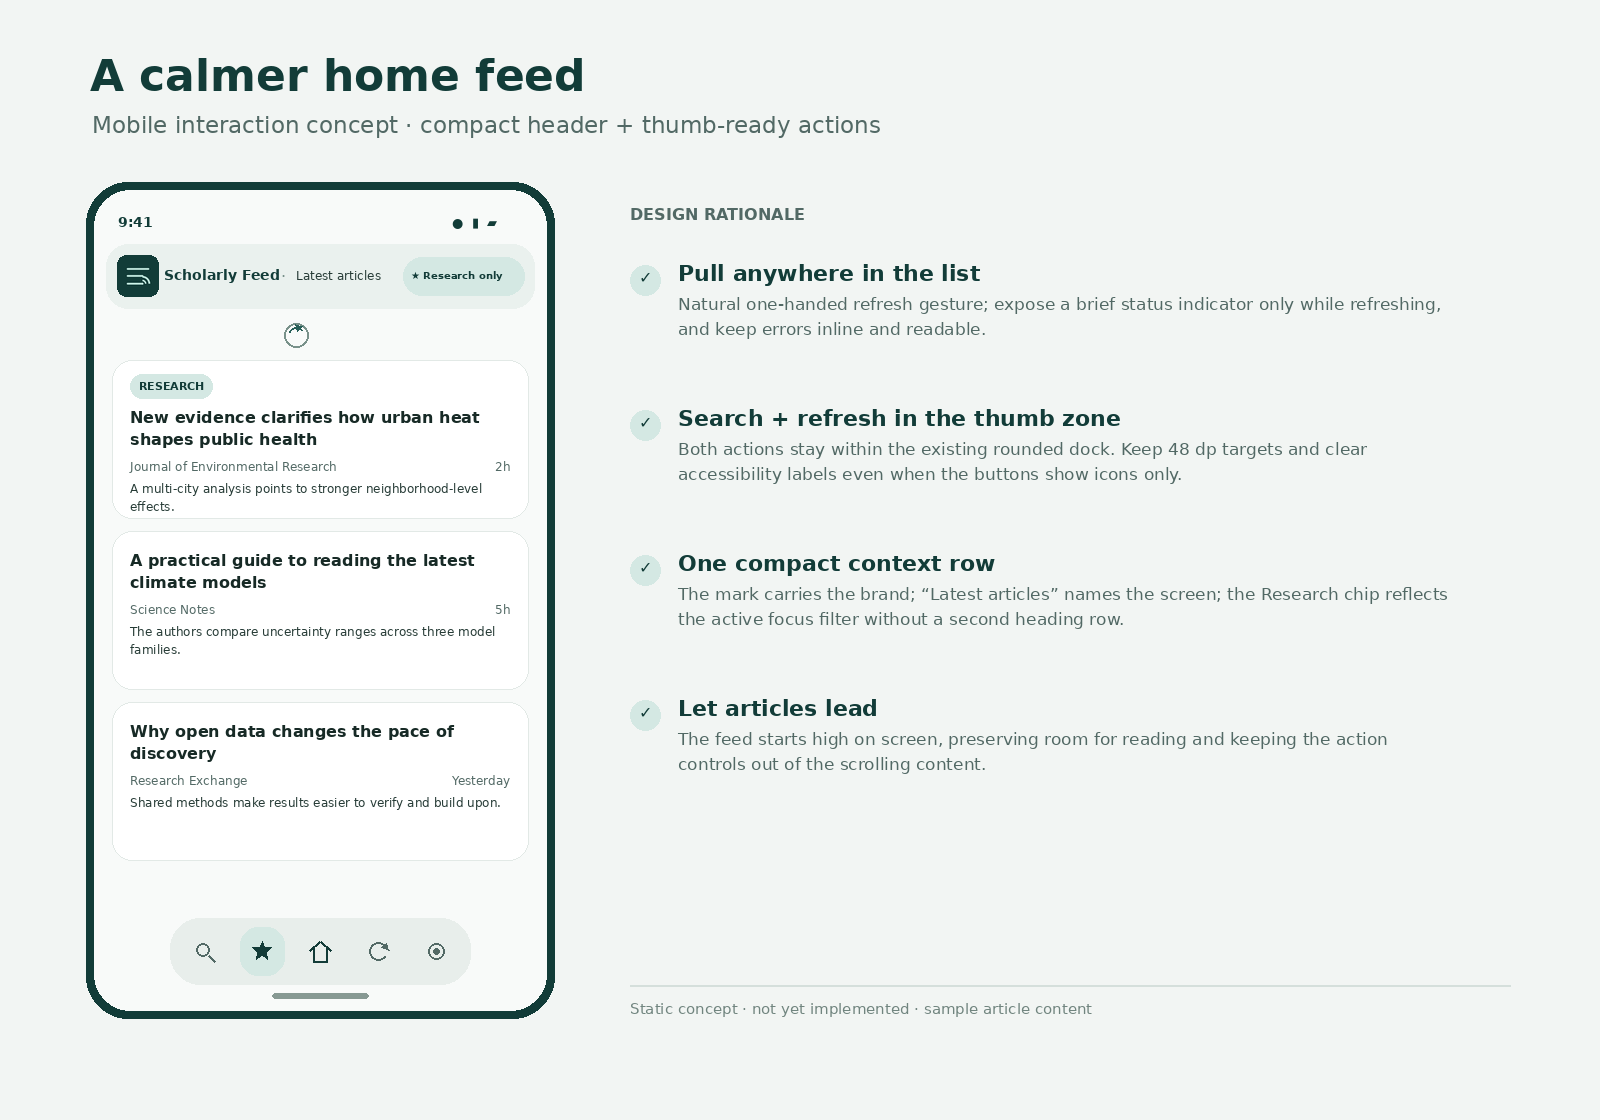 A calmer home feed
Mobile interaction concept · compact header + thumb-ready actions
9:41
Scholarly Feed · Latest articles
★ Research only
RESEARCH
New evidence clarifies how urban heat
shapes public health
Journal of Environmental Research 2h
A multi-city analysis points to stronger neighborhood-level
effects.
A practical guide to reading the latest
climate models
Science Notes 5h
The authors compare uncertainty ranges across three model
families.
Why open data changes the pace of
discovery
Research Exchange Yesterday
Shared methods make results easier to verify and build upon.
DESIGN RATIONALE
✓ Pull anywhere in the list
Natural one-handed refresh gesture; expose a brief status indicator only while refreshing,
and keep errors inline and readable.
✓ Search + refresh in the thumb zone
Both actions stay within the existing rounded dock. Keep 48 dp targets and clear
accessibility labels even when the buttons show icons only.
✓ One compact context row
The mark carries the brand; “Latest articles” names the screen; the Research chip reflects
the active focus filter without a second heading row.
✓ Let articles lead
The feed starts high on screen, preserving room for reading and keeping the action
controls out of the scrolling content.
Static concept · not yet implemented · sample article content